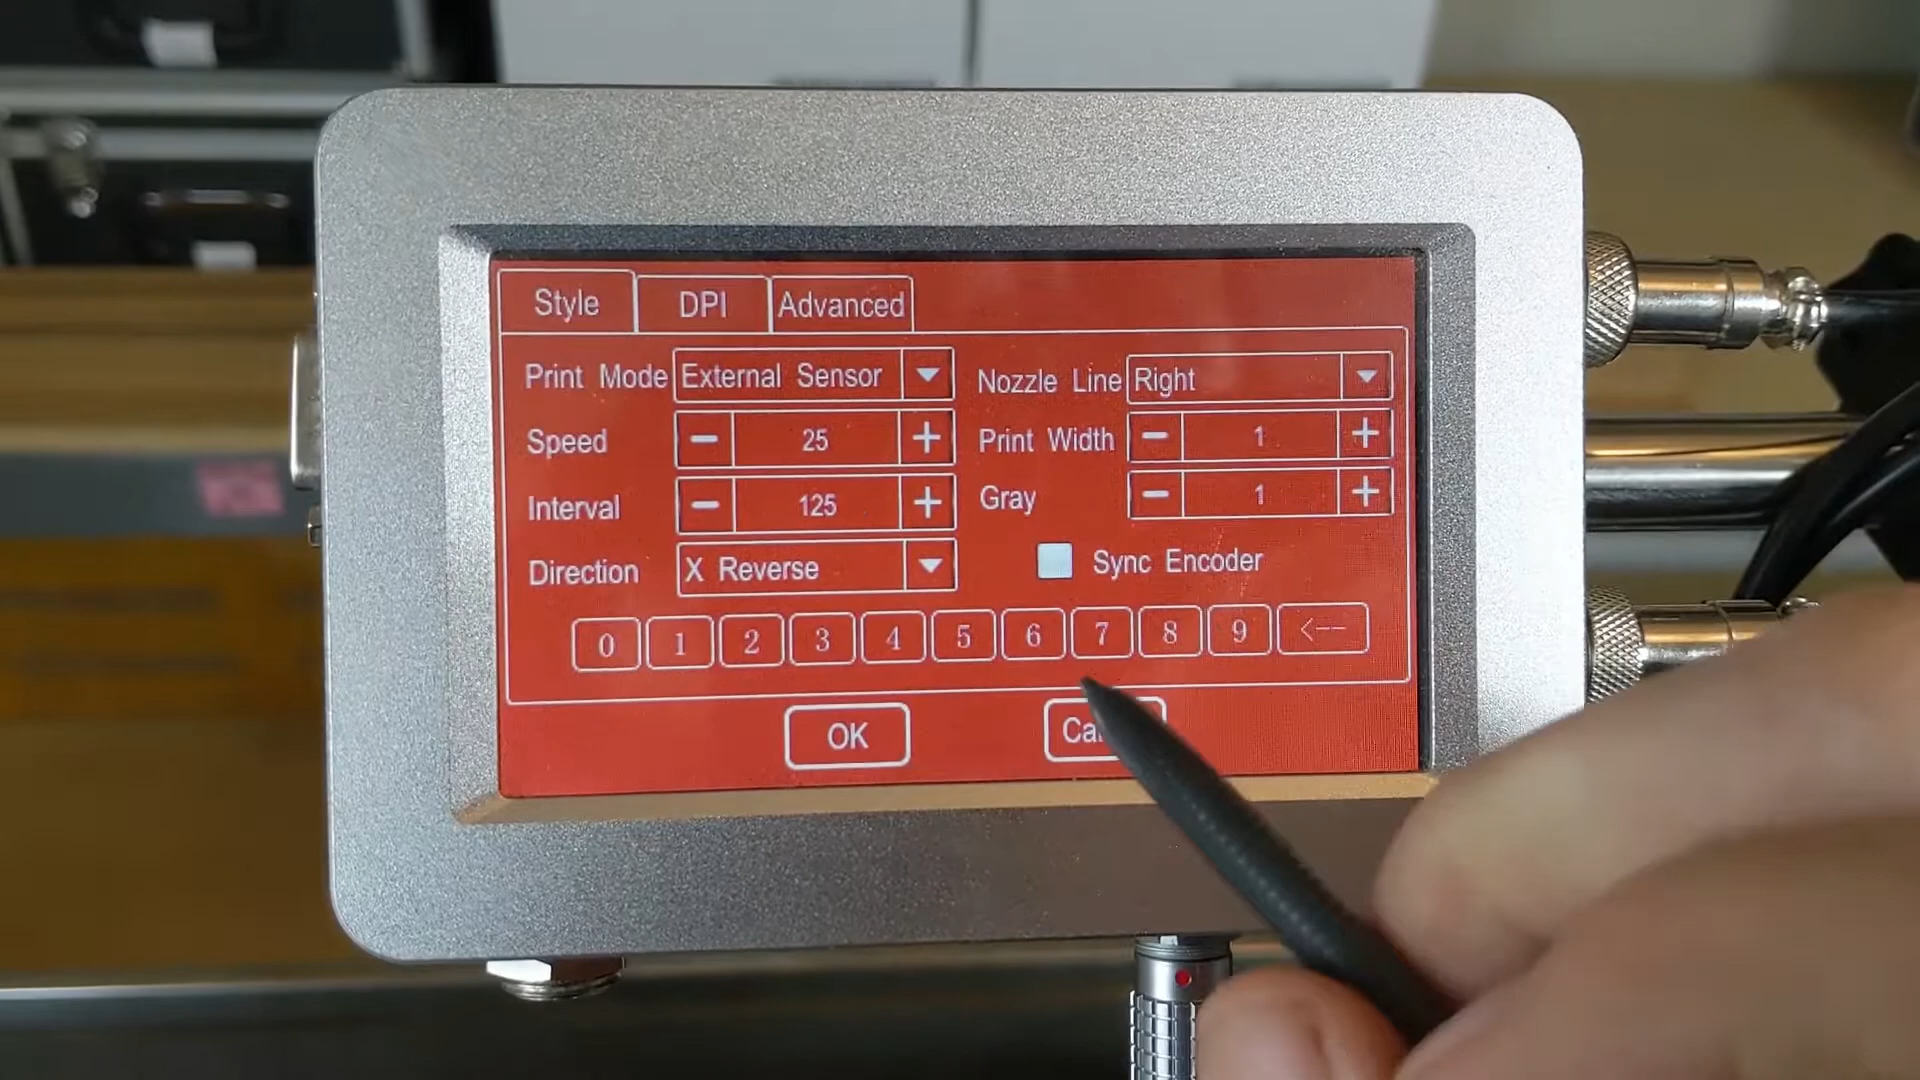 Style DPI Advanced
Print Mode External Sensor Nozzle Line Right
Speed − 25 + Print Width − 1 +
Interval − 125 + Gray − 1 +
Direction X Reverse Sync Encoder
0 1 2 3 4 5 6 7 8 9 <--
OK